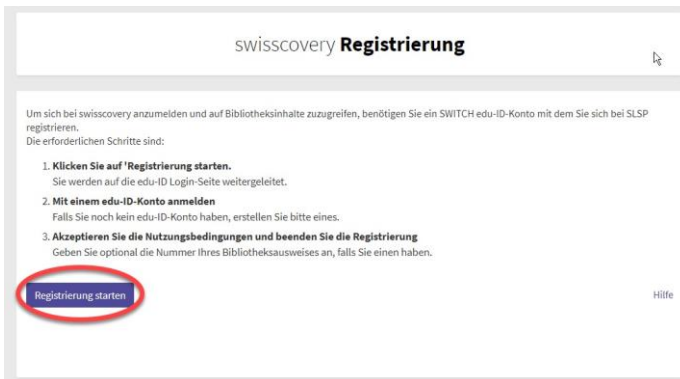 swisscovery Registrierung
Um sich bei swisscovery anzumelden und auf Bibliotheksinhalte zuzugreifen, benötigen Sie ein SWITCH edu-ID-Konto mit dem Sie sich bei SLSP
registrieren.
Die erforderlichen Schritte sind:
1. Klicken Sie auf 'Registrierung starten.
Sie werden auf die edu-ID Login-Seite weitergeleitet.
2. Mit einem edu-ID-Konto anmelden
Falls Sie noch kein edu-ID-Konto haben, erstellen Sie bitte eines.
3. Akzeptieren Sie die Nutzungsbedingungen und beenden Sie die Registrierung
Geben Sie optional die Nummer Ihres Bibliotheksausweises an, falls Sie einen haben.
Registrierung starten
Hilfe